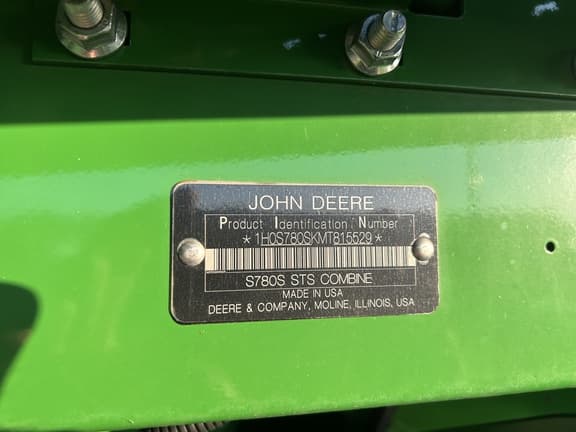 JOHN DEERE
Product Identification Number
*1H0S780SKMT815529*
S780S STS COMBINE
MADE IN USA
DEERE & COMPANY, MOLINE, ILLINOIS, USA